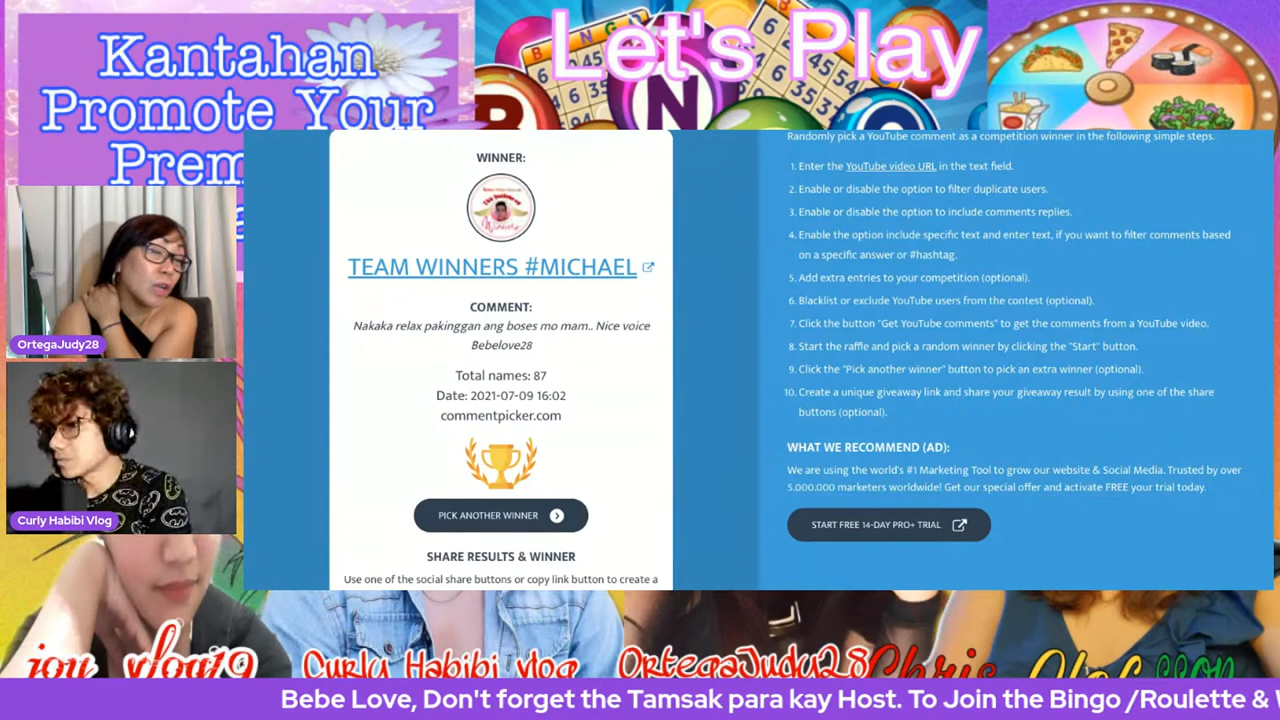 Kantahan
Promote Your
Prem
Let's Play
BINGO
N
WINNER:
TEAM WINNERS #MICHAEL
COMMENT:
Nakaka relax pakinggan ang boses mo mam.. Nice voice
Bebelove28
Total names: 87
Date: 2021-07-09 16:02
commentpicker.com
PICK ANOTHER WINNER
SHARE RESULTS & WINNER
Use one of the social share buttons or copy link button to create a
Randomly pick a YouTube comment as a competition winner in the following simple steps.
1. Enter the YouTube video URL in the text field.
2. Enable or disable the option to filter duplicate users.
3. Enable or disable the option to include comments replies.
4. Enable the option include specific text and enter text, if you want to filter comments based
on a specific answer or #hashtag.
5. Add extra entries to your competition (optional).
6. Blacklist or exclude YouTube users from the contest (optional).
7. Click the button "Get YouTube comments" to get the comments from a YouTube video.
8. Start the raffle and pick a random winner by clicking the "Start" button.
9. Click the "Pick another winner" button to pick an extra winner (optional).
10. Create a unique giveaway link and share your giveaway result by using one of the share
buttons (optional).
WHAT WE RECOMMEND (AD):
We are using the world's #1 Marketing Tool to grow our website & Social Media. Trusted by over
5.000.000 marketers worldwide! Get our special offer and activate FREE your trial today.
START FREE 14-DAY PRO+ TRIAL
OrtegaJudy28
Curly Habibi Vlog
joy vlog19
Curly Habibi vlog
OrtegaJudy28
Chris
Bebe Love, Don't forget the Tamsak para kay Host. To Join the Bingo /Roulette &